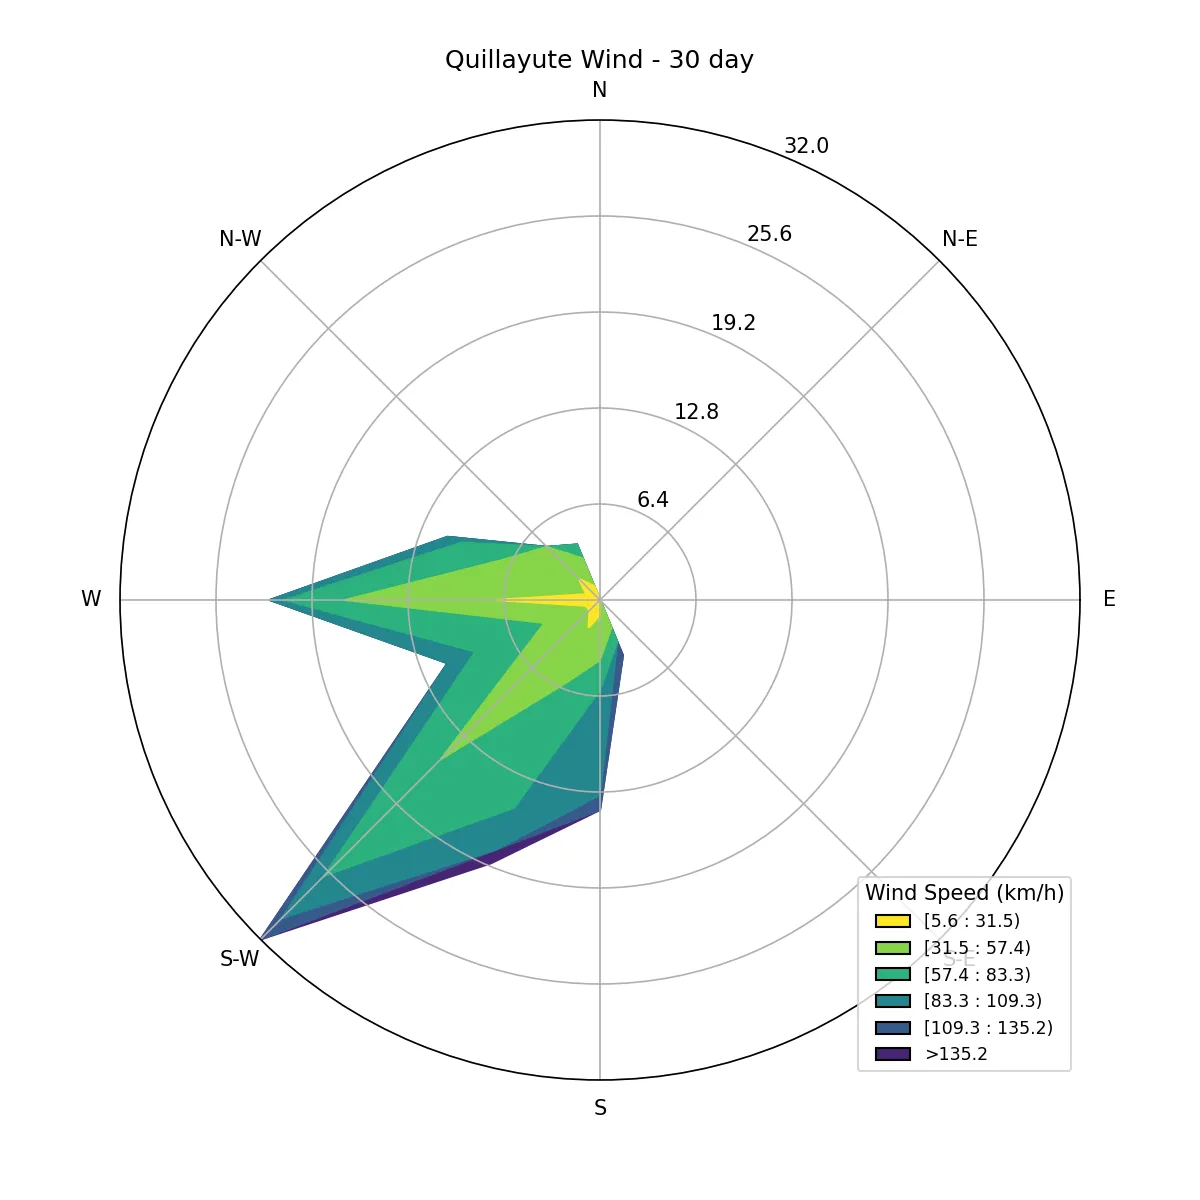 Quillayute Wind - 30 day
N
32.0
25.6
N-W
N-E
19.2
12.8
6.4
W
E
Wind Speed (km/h)
[5.6 : 31.5)
[31.5 : 57.4)
S-W
S-E
[57.4 : 83.3)
[83.3 : 109.3)
[109.3 : 135.2)
>135.2
S